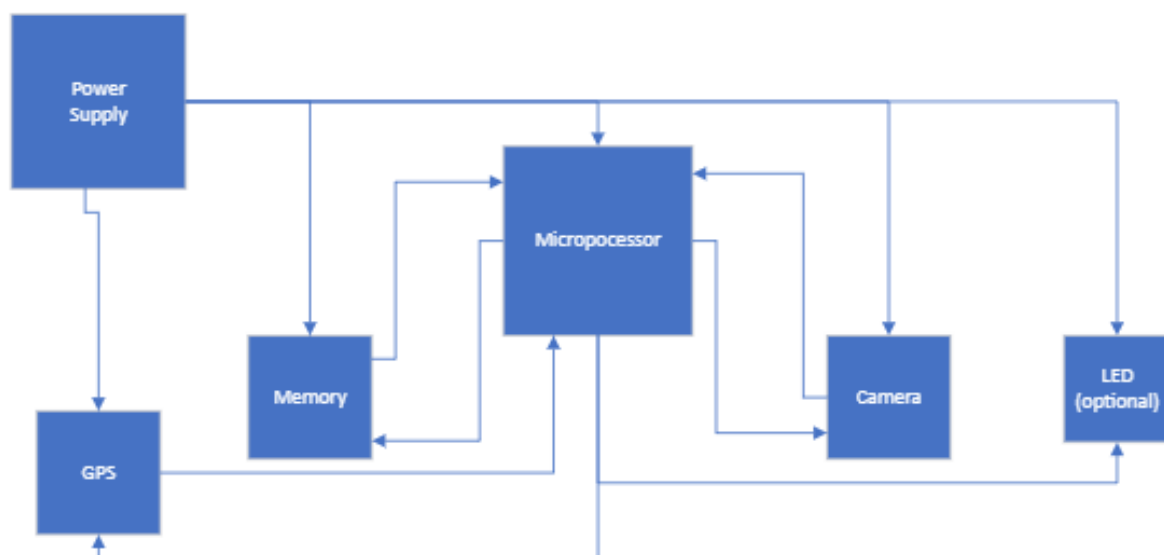 Power
Supply
Micropocessor
Memory
Camera
LED
(optional)
GPS